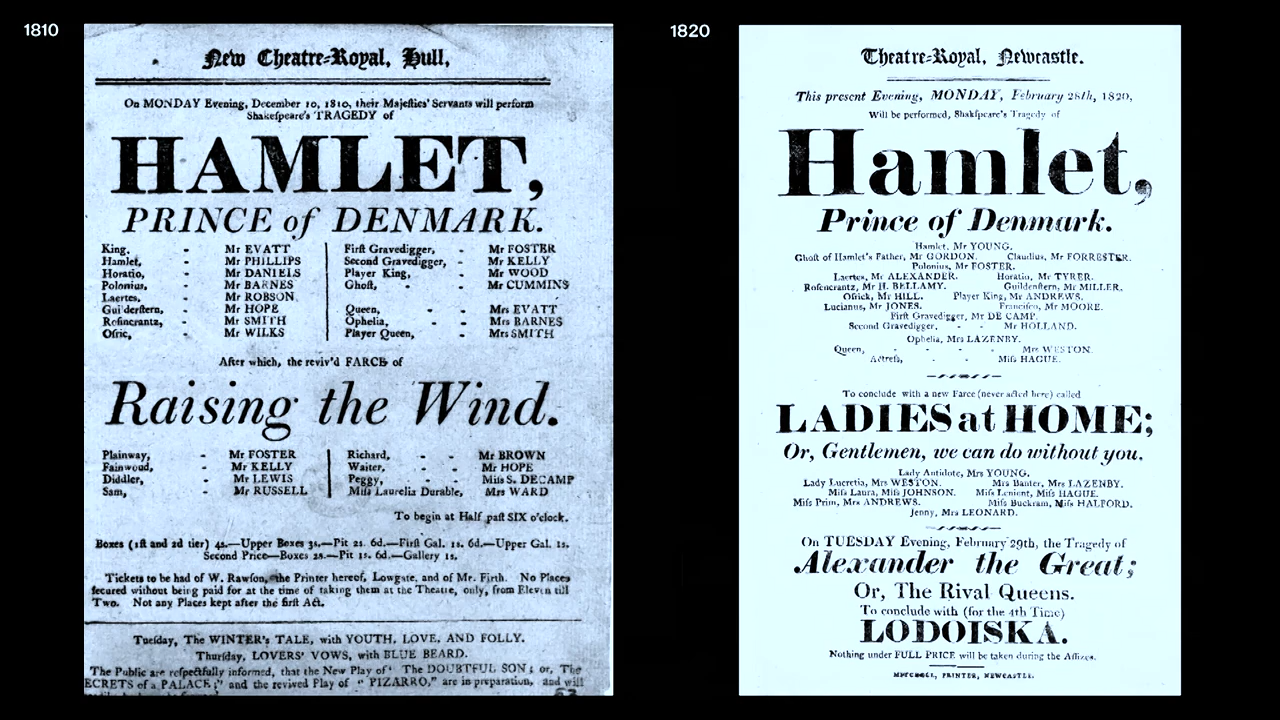 1810
New Theatre-Royal, Hull,
On MONDAY Evening, December 10, 1810, their Majeſties' Servants will perform
Shakeſpeare's TRAGEDY of
HAMLET,
PRINCE of DENMARK.
King, - Mr EVATT
Hamlet, - Mr PHILLIPS
Horatio, - Mr DANIELS
Polonius, - Mr BARNES
Laertes, - Mr ROBSON
Guilderſtern, - Mr HOPE
Roſincrantz, - Mr SMITH
Oſric, - Mr WILKS
Firſt Gravedigger, - Mr FOSTER
Second Gravedigger, - Mr KELLY
Player King, - Mr WOOD
Ghoſt, - - Mr CUMMINS
Queen, - - Mrs EVATT
Ophelia, - - Mrs BARNES
Player Queen, - Mrs SMITH
After which, the reviv'd FARCE of
Raising the Wind.
Plainway, - Mr FOSTER
Fainwoud, - Mr KELLY
Diddler, - Mr LEWIS
Sam, - Mr RUSSELL
Richard, - - Mr BROWN
Waiter, - - Mr HOPE
Peggy, - - Miſs S. DECAMP
Miſs Laurelia Durable, Mrs WARD
To begin at Half paſt SIX o'clock.
Boxes (1ſt and 2d tier) 4s.—Upper Boxes 3s.—Pit 2s. 6d.—Firſt Gal. 1s. 6d.—Upper Gal. 1s.
Second Price—Boxes 2s.—Pit 1s. 6d.—Gallery 1s.
Tickets to be had of W. Rawſon, the Printer hereof, Lowgate, and of Mr. Firth. No Places
ſecured without being paid for at the time of taking them at the Theatre, only, from Eleven till
Two. Not any Places kept after the firſt Act.
Tueſday, The WINTER's TALE, with YOUTH, LOVE, AND FOLLY.
Thurſday, LOVERS' VOWS, with BLUE BEARD.
The Public are reſpectfully informed, that the New Play of "The DOUBTFUL SON; or, The
ECRETS of a PALACE;" and the revived Play of "PIZARRO," are in preparation, and will
1820
Theatre-Royal, Newcastle.
This present Evening, MONDAY, February 28th, 1820,
Will be performed, Shakſpeare's Tragedy of
Hamlet,
Prince of Denmark.
Hamlet, Mr YOUNG.
Ghoſt of Hamlet's Father, Mr GORDON. Claudius, Mr FORRESTER.
Polonius, Mr FOSTER.
Laertes, Mr ALEXANDER. Horatio, Mr TYRER.
Roſencrantz, Mr H. BELLAMY. Guildenſtern, Mr MILLER.
Oſrick, Mr HILL. Player King, Mr ANDREWS.
Lucianus, Mr JONES. Franciſco, Mr MOORE.
Firſt Gravedigger, Mr DE CAMP.
Second Gravedigger, - - Mr HOLLAND.
Ophelia, Mrs LAZENBY.
Queen, - - - - Mrs WESTON.
Actreſs, - - - Miſs HAGUE.
To conclude with a new Farce (never acted here) called
LADIES at HOME;
Or, Gentlemen, we can do without you.
Lady Antidote, Mrs YOUNG.
Lady Lucretia, Mrs WESTON. Mrs Banter, Mrs LAZENBY.
Miſs Laura, Miſs JOHNSON. Miſs Lenient, Miſs HAGUE.
Miſs Prim, Mrs ANDREWS. Miſs Buckram, Miſs HALFORD.
Jenny, Mrs LEONARD.
On TUESDAY Evening, February 29th, the Tragedy of
Alexander the Great;
Or, The Rival Queens.
To conclude with (for the 4th Time)
LODOISKA.
Nothing under FULL PRICE will be taken during the Aſſizes.
MITCHELL, PRINTER, NEWCASTLE.